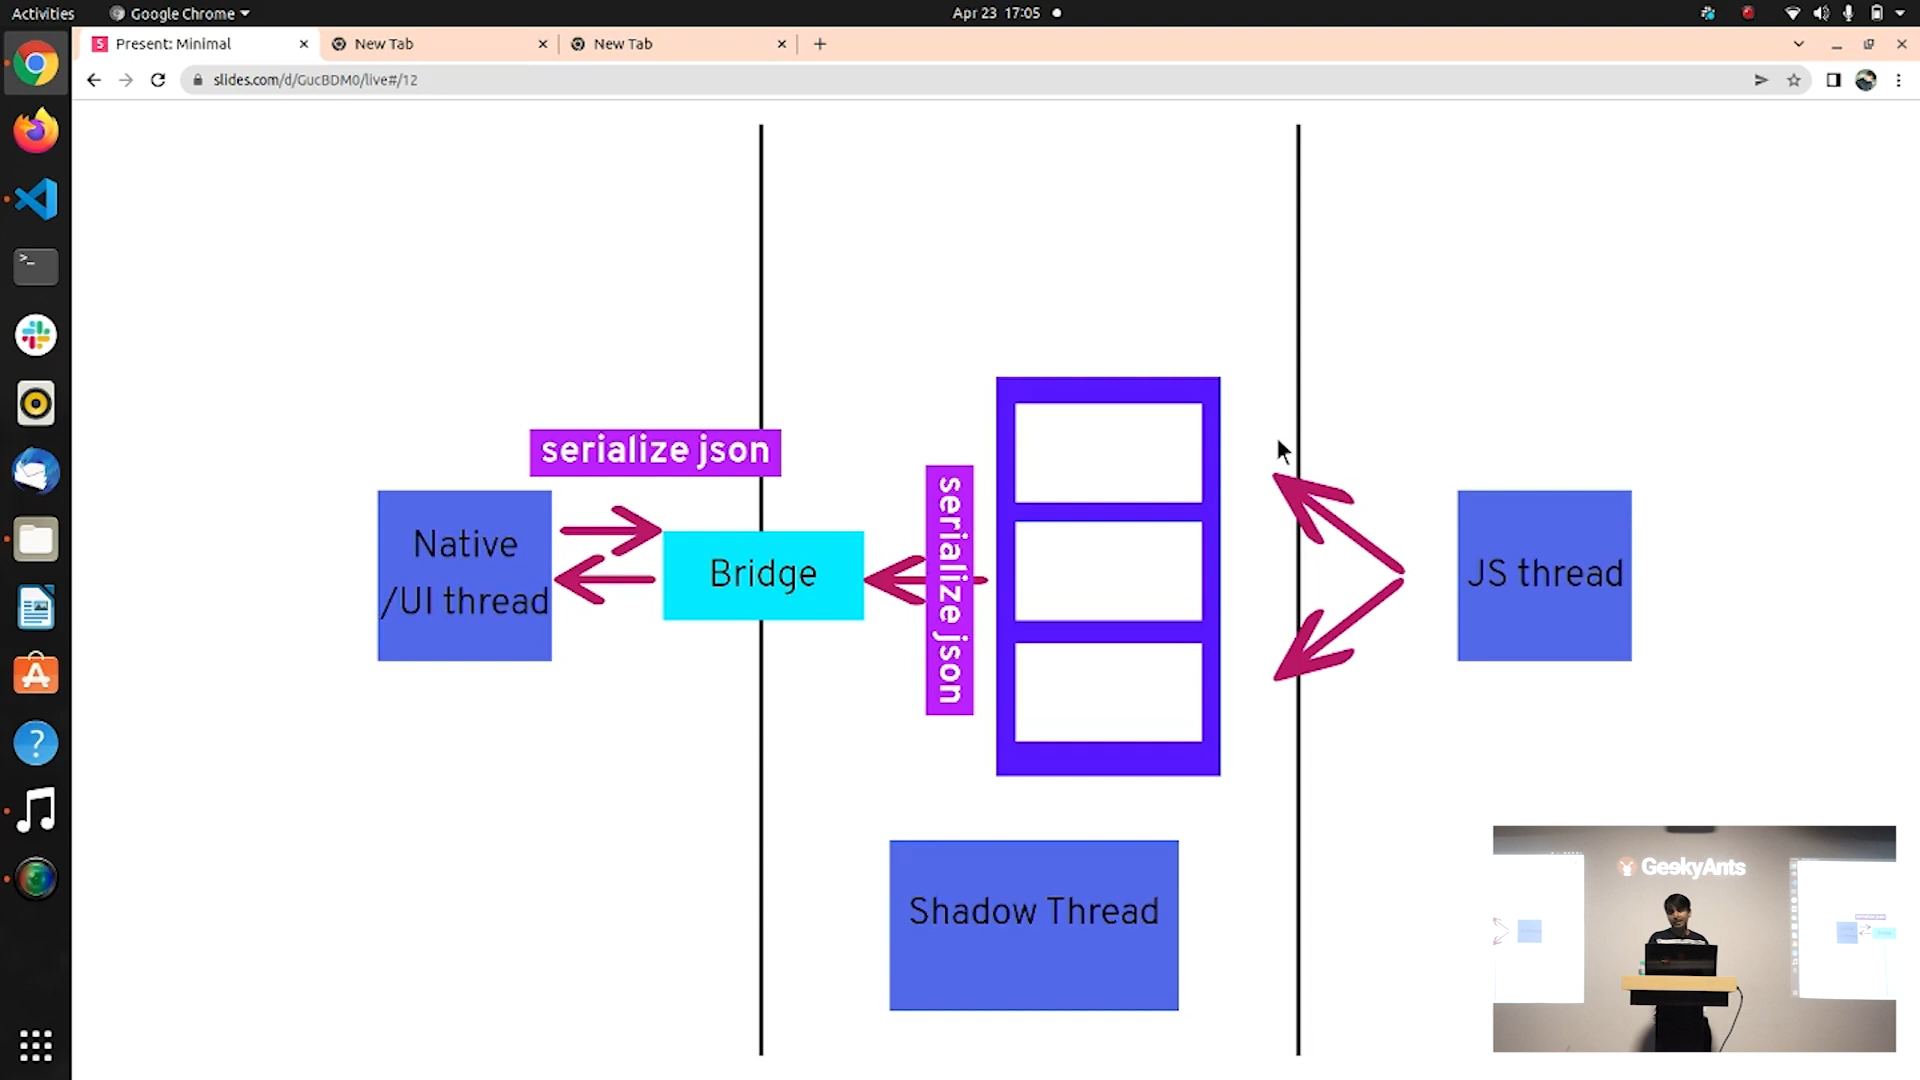 Activities
Google Chrome
Apr 23 17:05
Present: Minimal
New Tab
New Tab
slides.com/d/GucBDM0/live#/12
serialize json
Native
/UI thread
Bridge
serialize json
JS thread
Shadow Thread
GeekyAnts